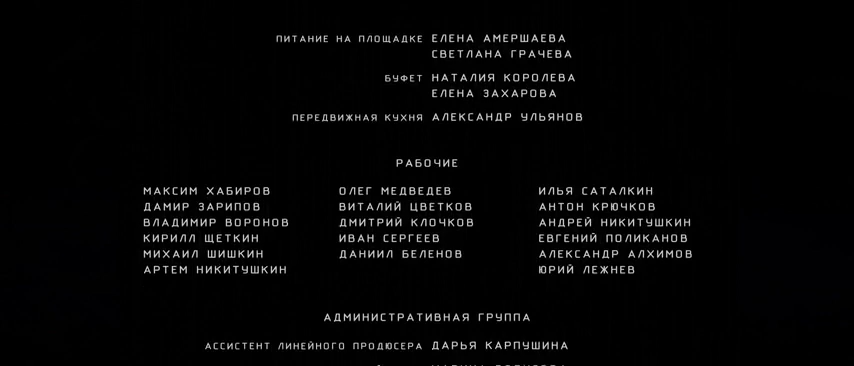 ПИТАНИЕ НА ПЛОЩАДКЕ ЕЛЕНА АМЕРШАЕВА
СВЕТЛАНА ГРАЧЕВА
БУФЕТ НАТАЛИЯ КОРОЛЕВА
ЕЛЕНА ЗАХАРОВА
ПЕРЕДВИЖНАЯ КУХНЯ АЛЕКСАНДР УЛЬЯНОВ
РАБОЧИЕ
МАКСИМ ХАБИРОВ
ДАМИР ЗАРИПОВ
ВЛАДИМИР ВОРОНОВ
КИРИЛЛ ЩЕТКИН
МИХАИЛ ШИШКИН
АРТЕМ НИКИТУШКИН
ОЛЕГ МЕДВЕДЕВ
ВИТАЛИЙ ЦВЕТКОВ
ДМИТРИЙ КЛОЧКОВ
ИВАН СЕРГЕЕВ
ДАНИИЛ БЕЛЕНОВ
ИЛЬЯ САТАЛКИН
АНТОН КРЮЧКОВ
АНДРЕЙ НИКИТУШКИН
ЕВГЕНИЙ ПОЛИКАНОВ
АЛЕКСАНДР АЛХИМОВ
ЮРИЙ ЛЕЖНЕВ
АДМИНИСТРАТИВНАЯ ГРУППА
АССИСТЕНТ ЛИНЕЙНОГО ПРОДЮСЕРА ДАРЬЯ КАРПУШИНА